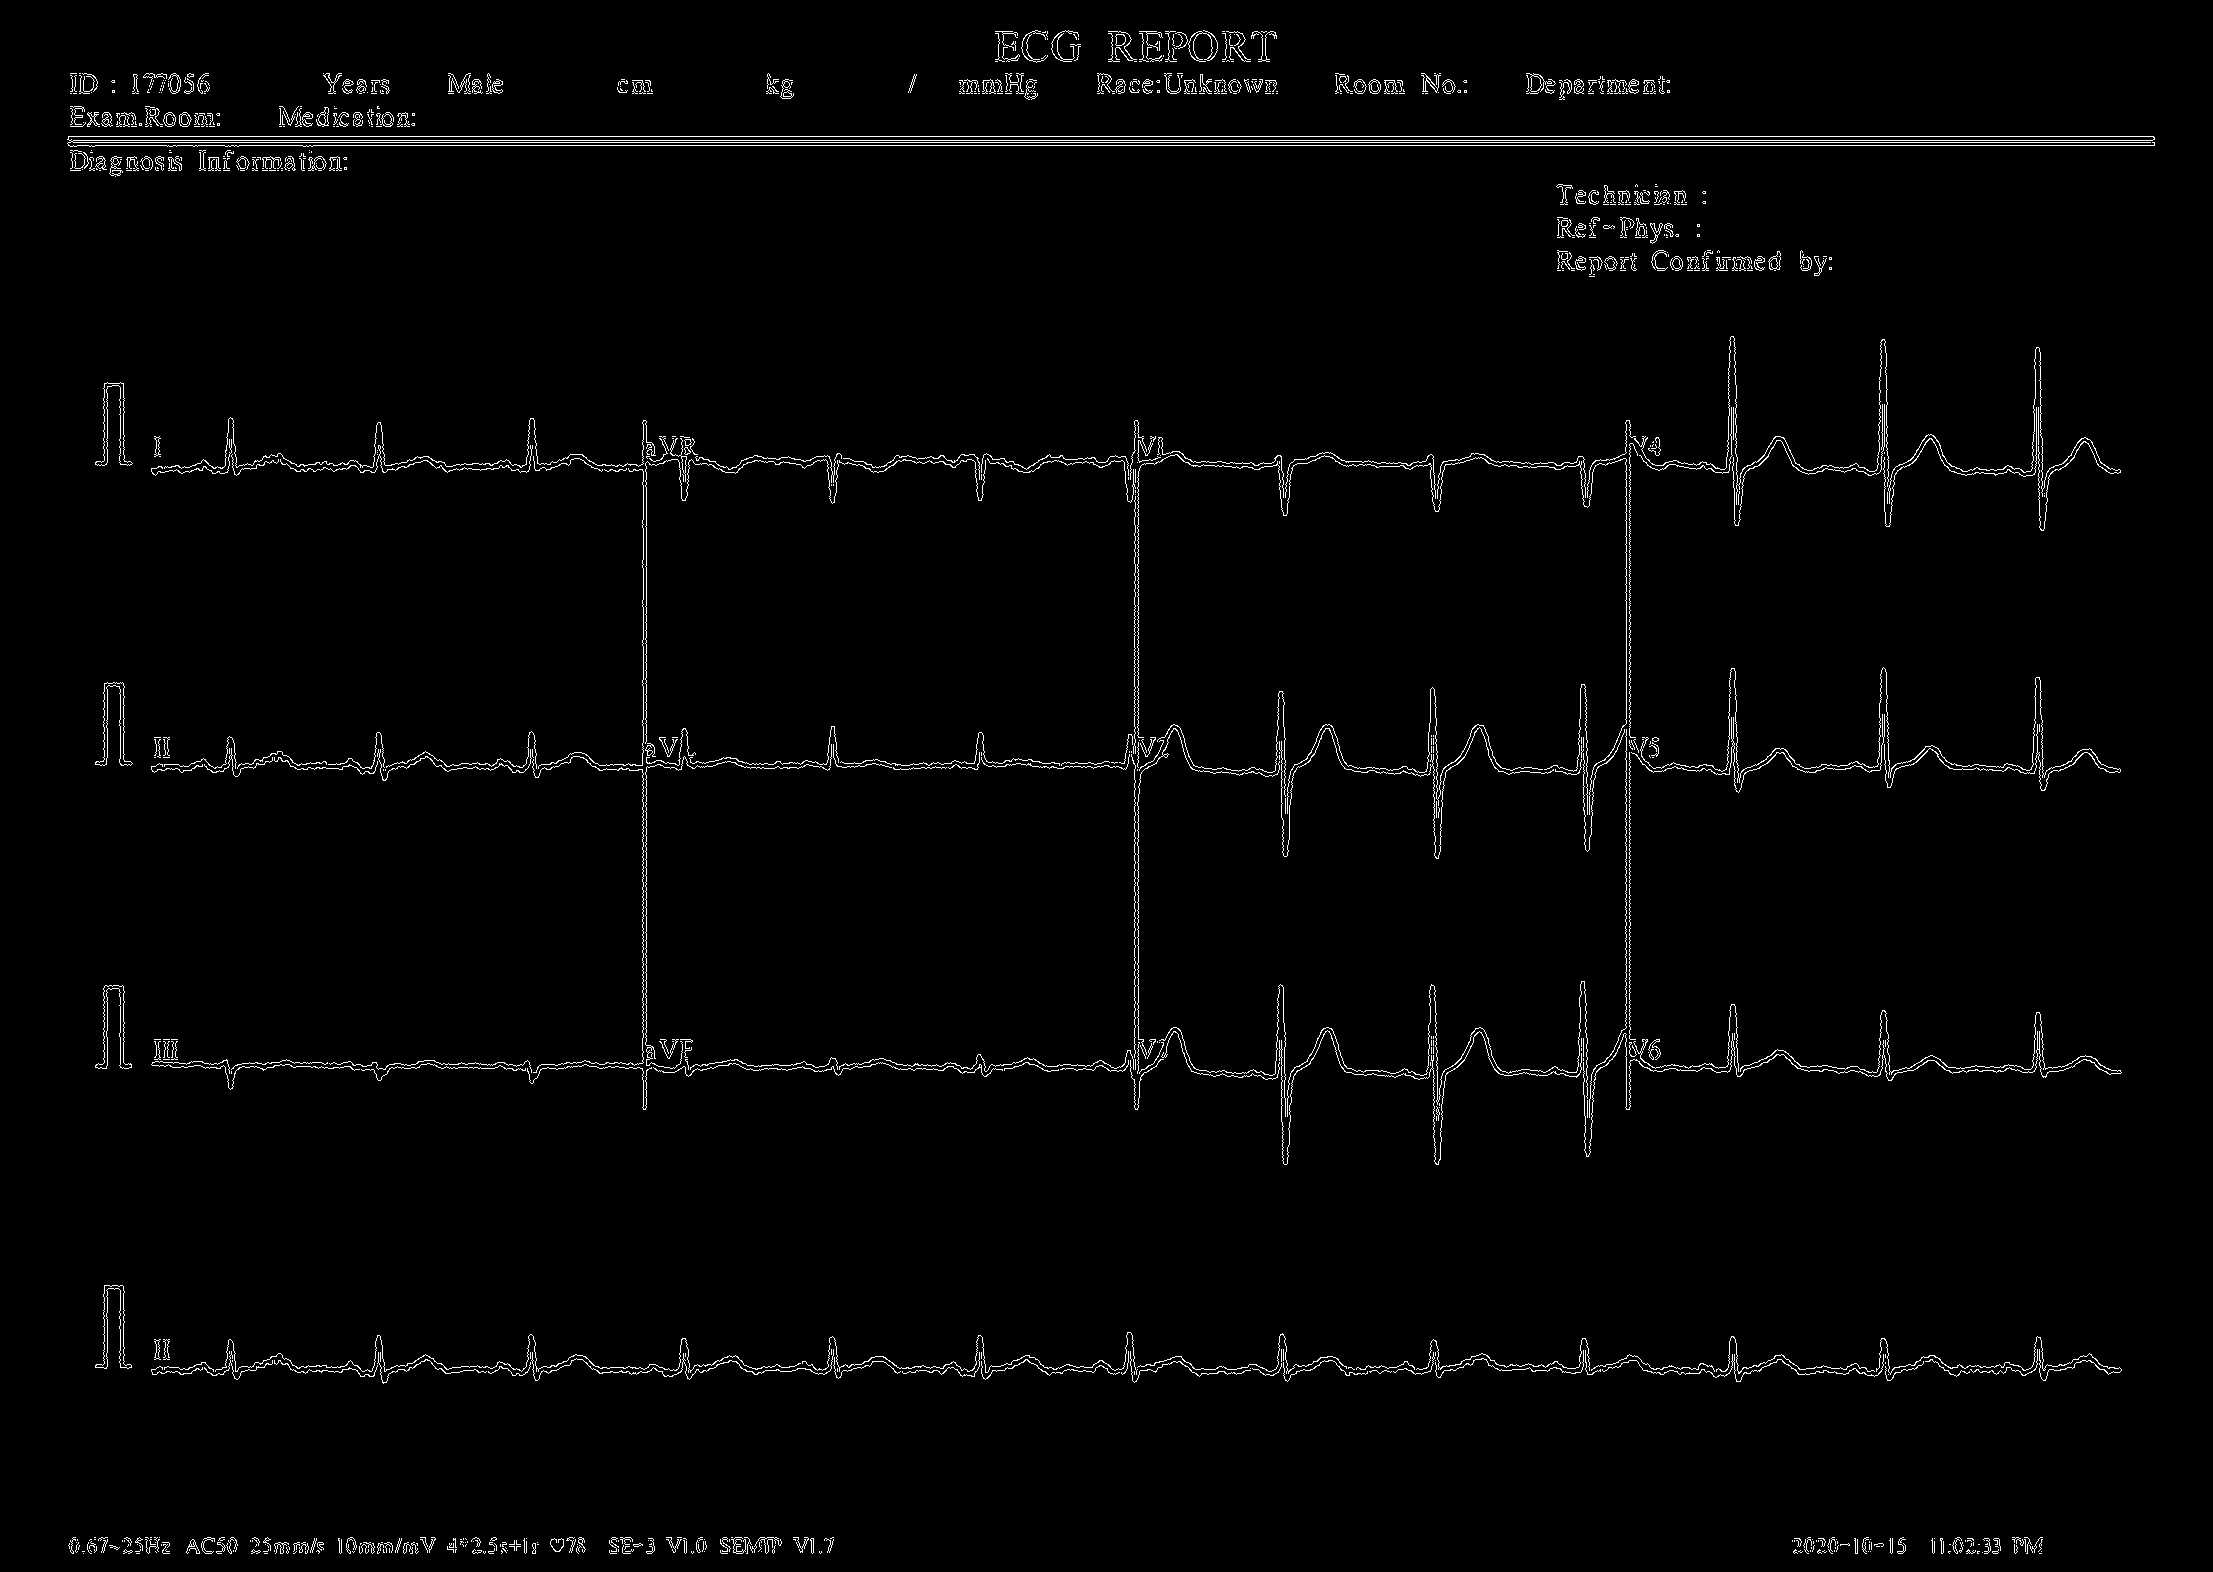 ECG REPORT
ID : 177056 Years Male cm kg / mmHg Race:Unknown Room No.: Department:
Exam.Room: Medication:
Diagnosis Information:
Technician :
Ref-Phys. :
Report Confirmed by:
I aVR V1 V4
II aVL V2 V5
III aVF V3 V6
II
0.67~25Hz AC50 25mm/s 10mm/mV 4*2.5s+1r ♡78 SE-3 V1.0 SEMIP V1.7
2020-10-15 11:02:33 PM